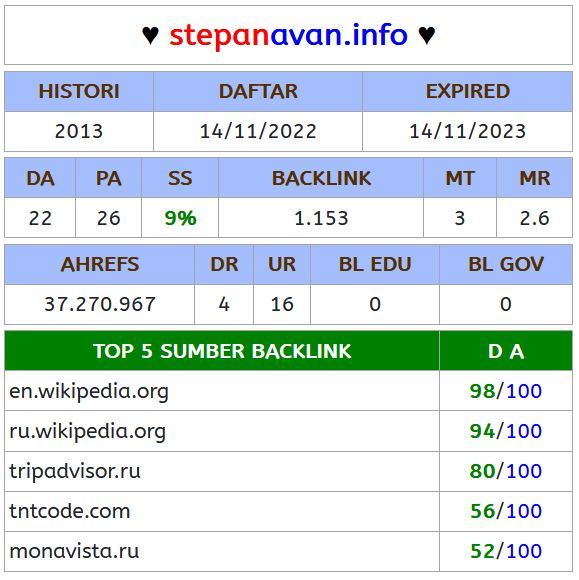 ♥ stepanavan.info ♥
HISTORI DAFTAR EXPIRED
2013 14/11/2022 14/11/2023
DA PA SS BACKLINK MT MR
22 26 9% 1.153 3 2.6
AHREFS DR UR BL EDU BL GOV
37.270.967 4 16 0 0
TOP 5 SUMBER BACKLINK D A
en.wikipedia.org 98/100
ru.wikipedia.org 94/100
tripadvisor.ru 80/100
tntcode.com 56/100
monavista.ru 52/100